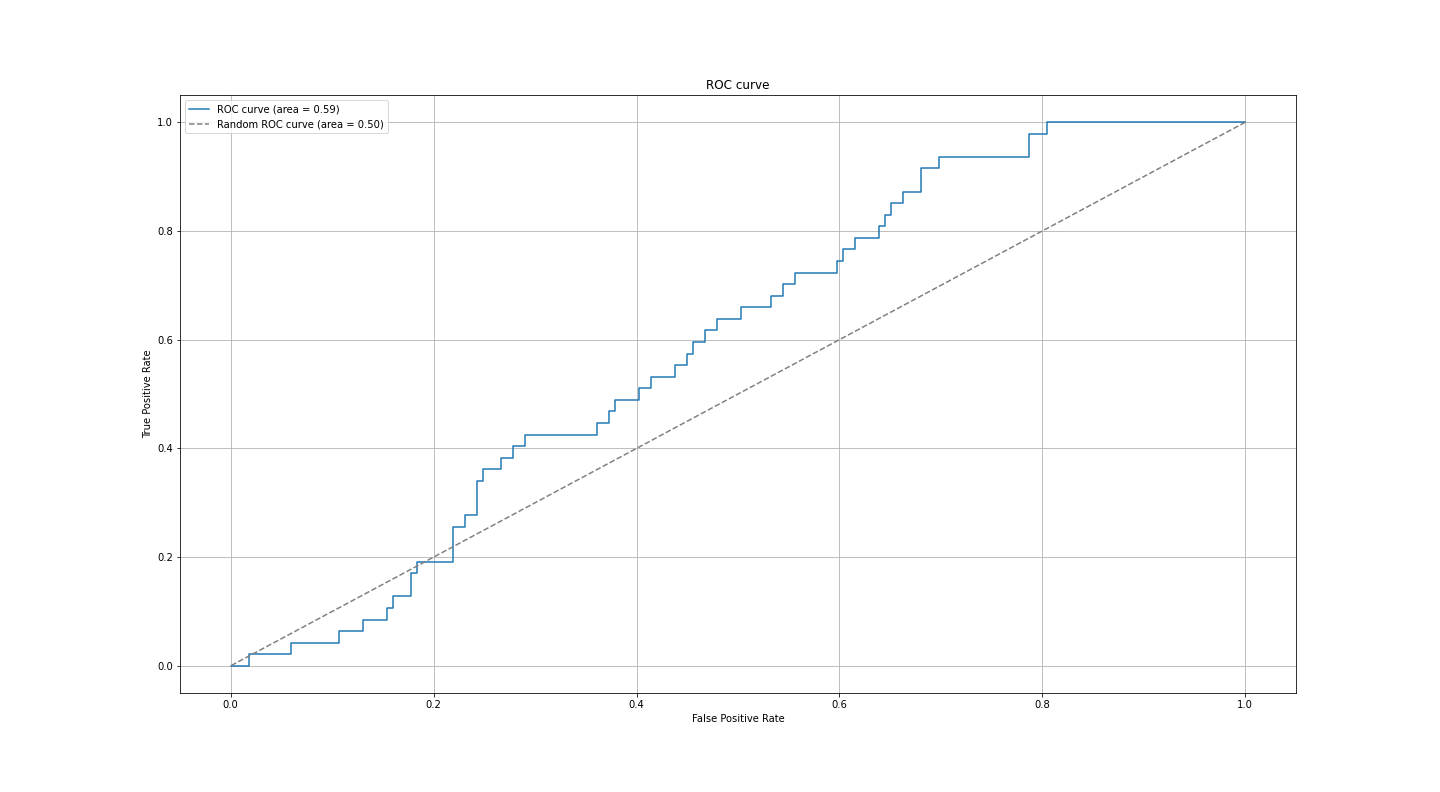 ROC curve
ROC curve (area = 0.59)
Random ROC curve (area = 0.50)
1.0
0.8
0.6
0.4
0.2
0.0
True Positive Rate
0.0 0.2 0.4 0.6 0.8 1.0
False Positive Rate